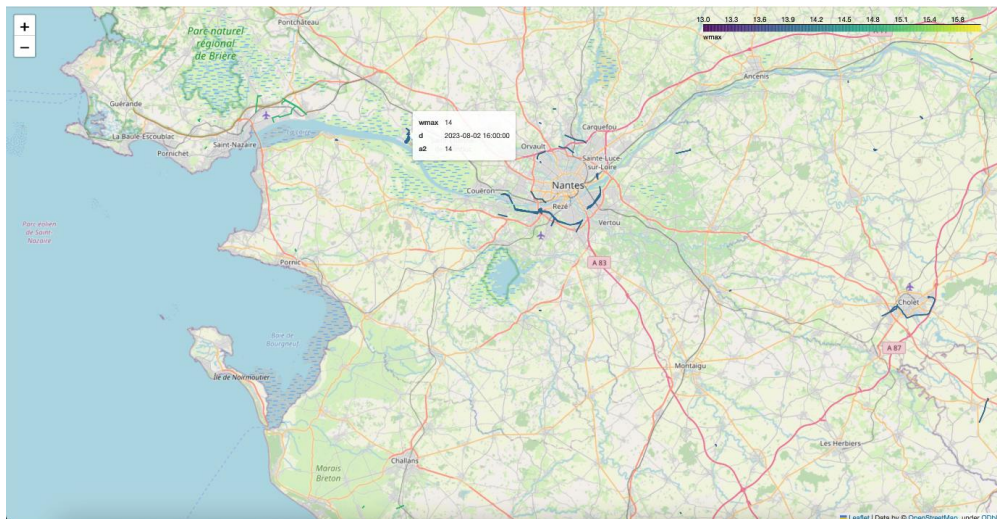 +
−
Pontchâteau
Parc naturel
régional
de Brière
13.0 13.3 13.6 13.9 14.2 14.5 14.8 15.1 15.4 15.8
wmax
Ancenis
Guérande
La Baule-Escoublac
Pornichet
Saint-Nazaire
wmax 14
d 2023-08-02 16:00:00
a2 14
Carquefou
Orvault
Sainte-Luce
-sur-Loire
Couëron
Nantes
Rezé
Vertou
Parc éolien
de Saint-
Nazaire
Pornic
A 83
Cholet
Baie de
Bourgneuf
A 87
Île de Noirmoutier
Montaigu
Les Herbiers
Challans
Marais
Breton
Leaflet | Data by © OpenStreetMap, under ODbL